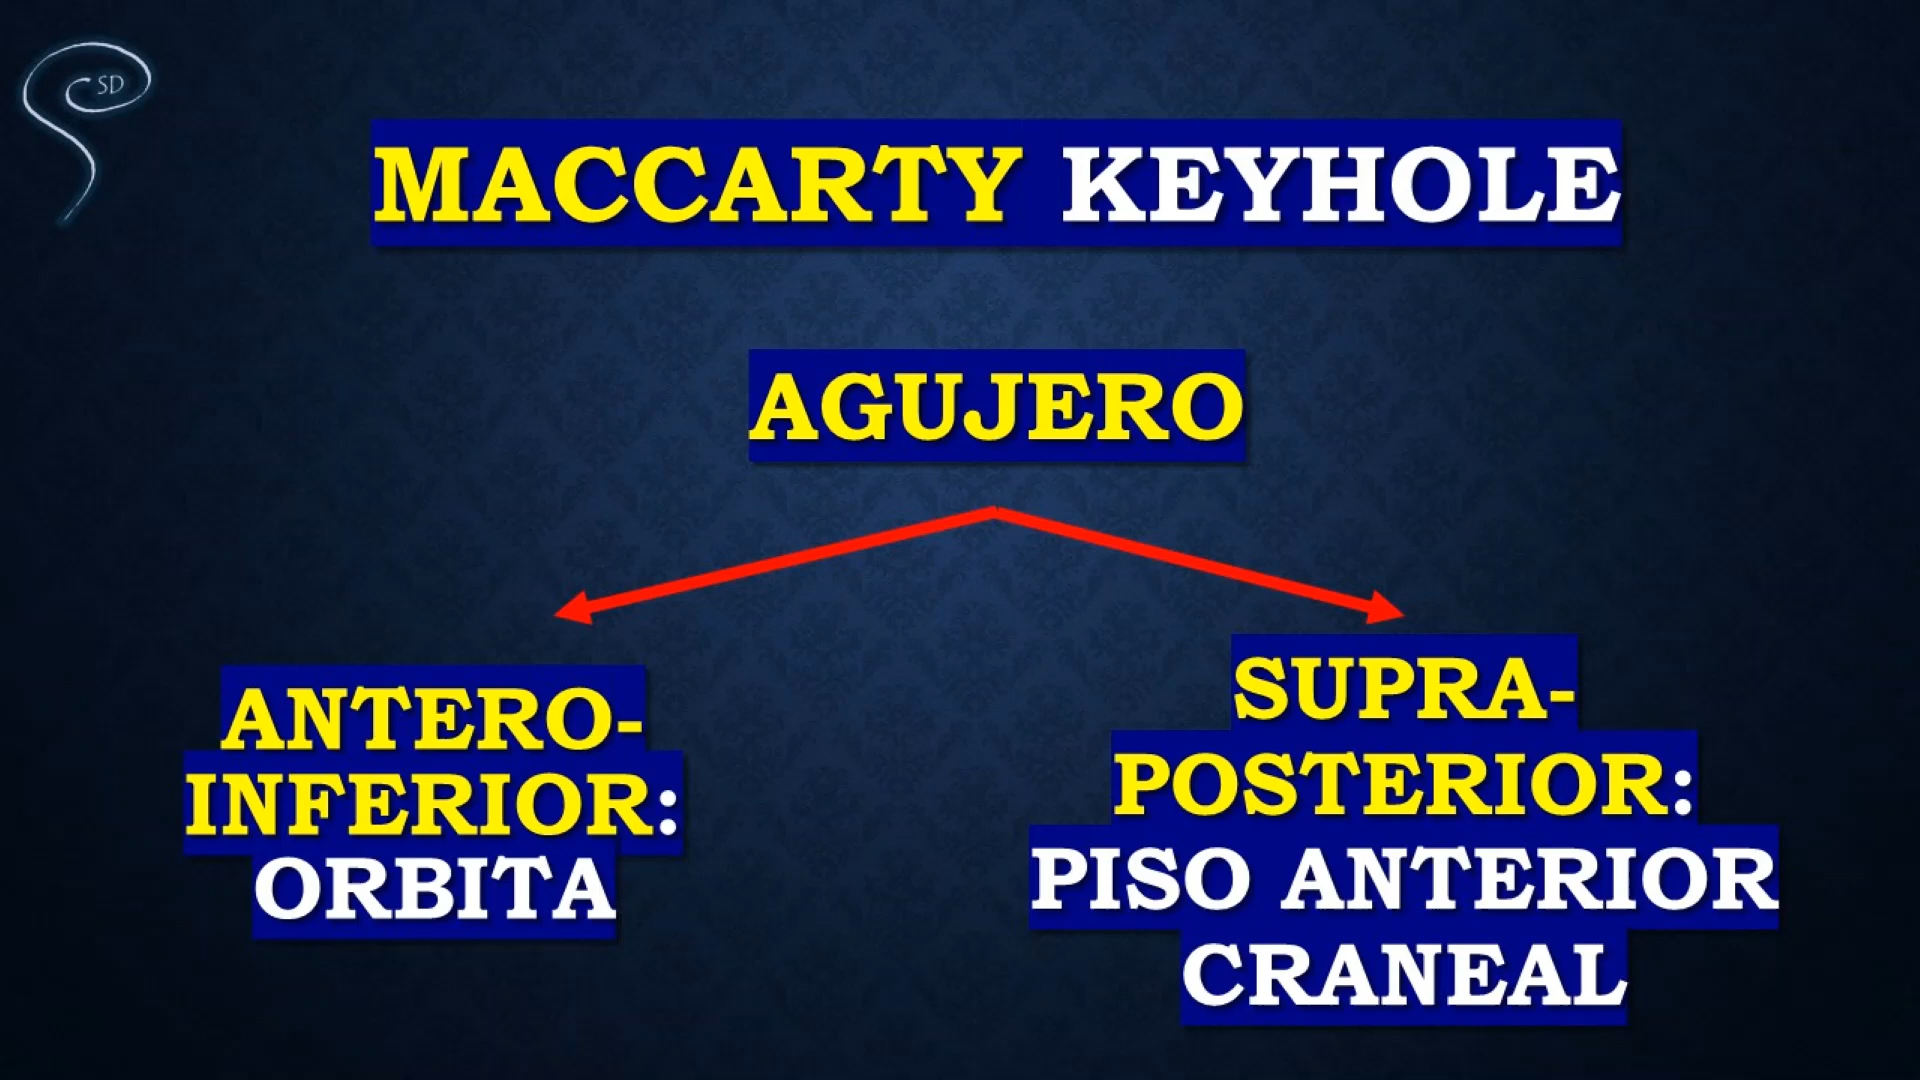 SD
MACCARTY KEYHOLE
AGUJERO
ANTERO-
INFERIOR:
ORBITA
SUPRA-
POSTERIOR:
PISO ANTERIOR
CRANEAL